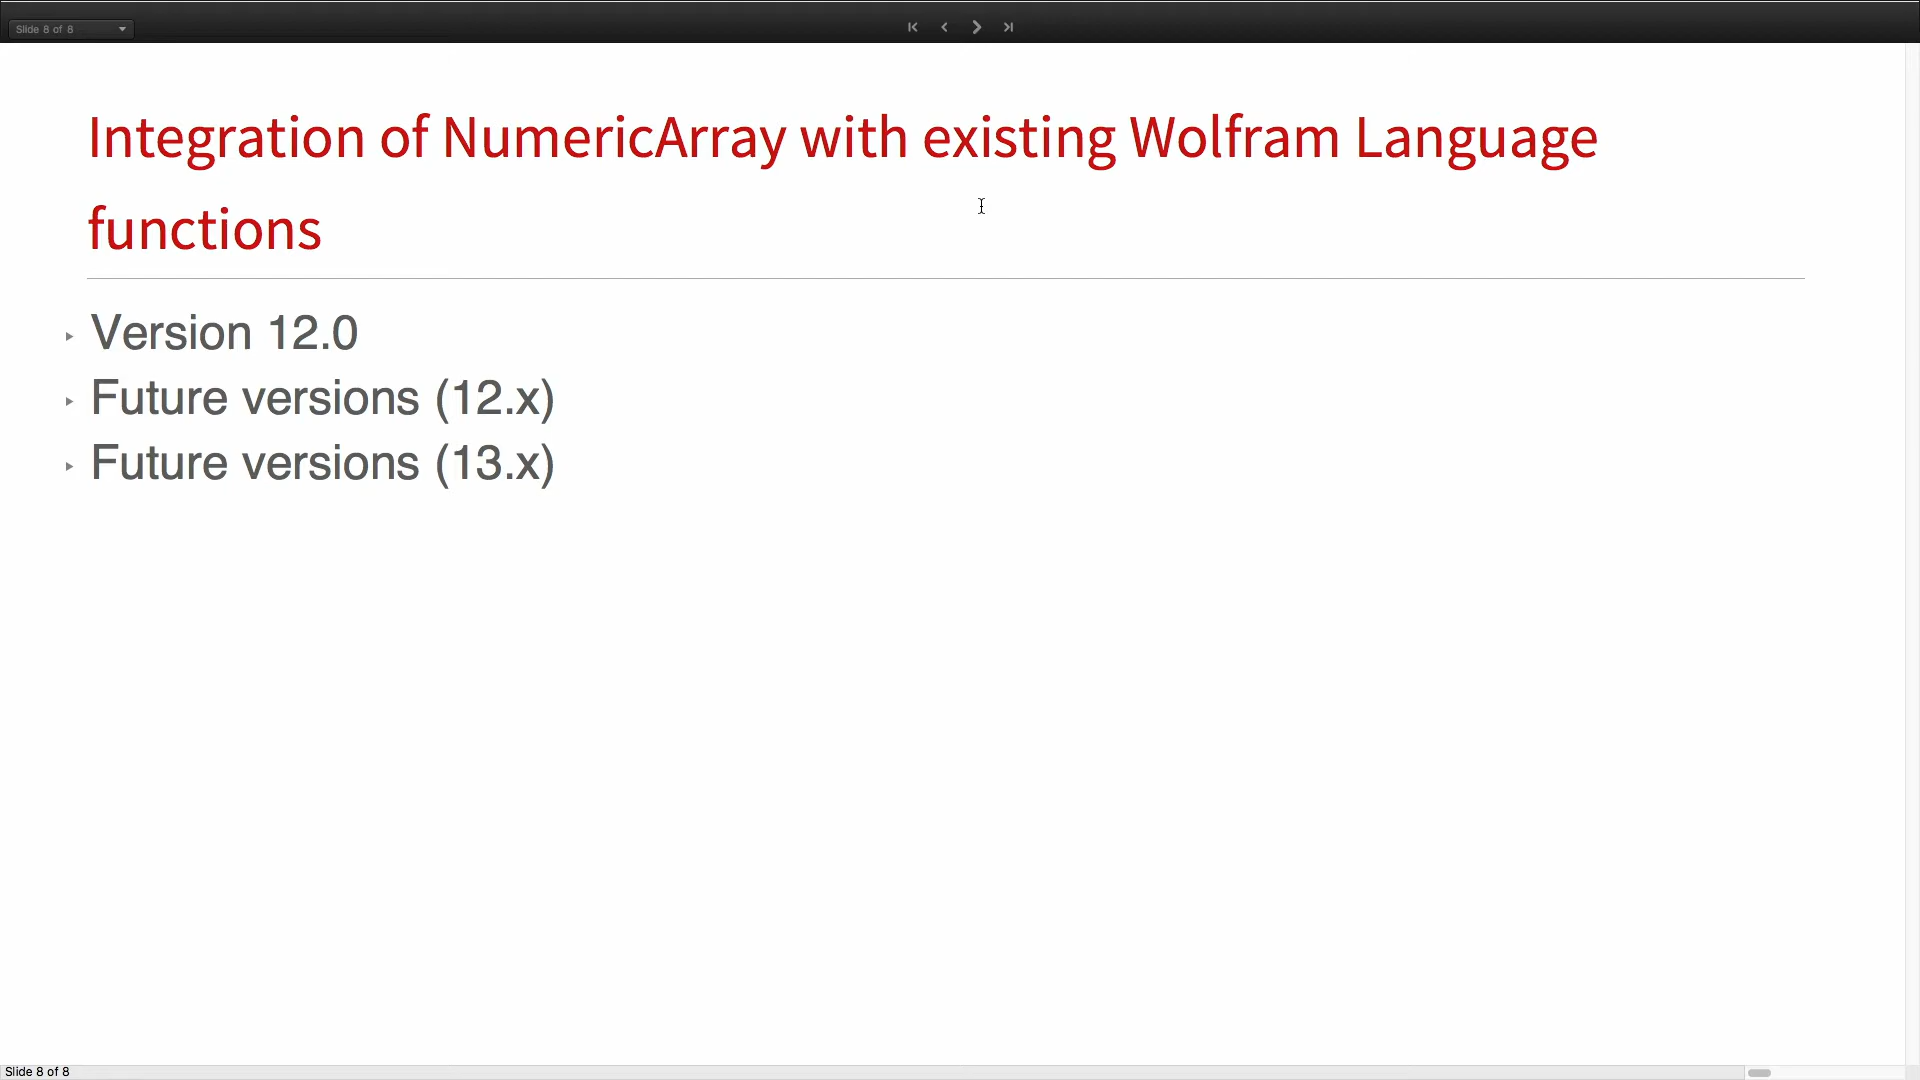 Slide 8 of 8
Integration of NumericArray with existing Wolfram Language
functions
Version 12.0
Future versions (12.x)
Future versions (13.x)
Slide 8 of 8